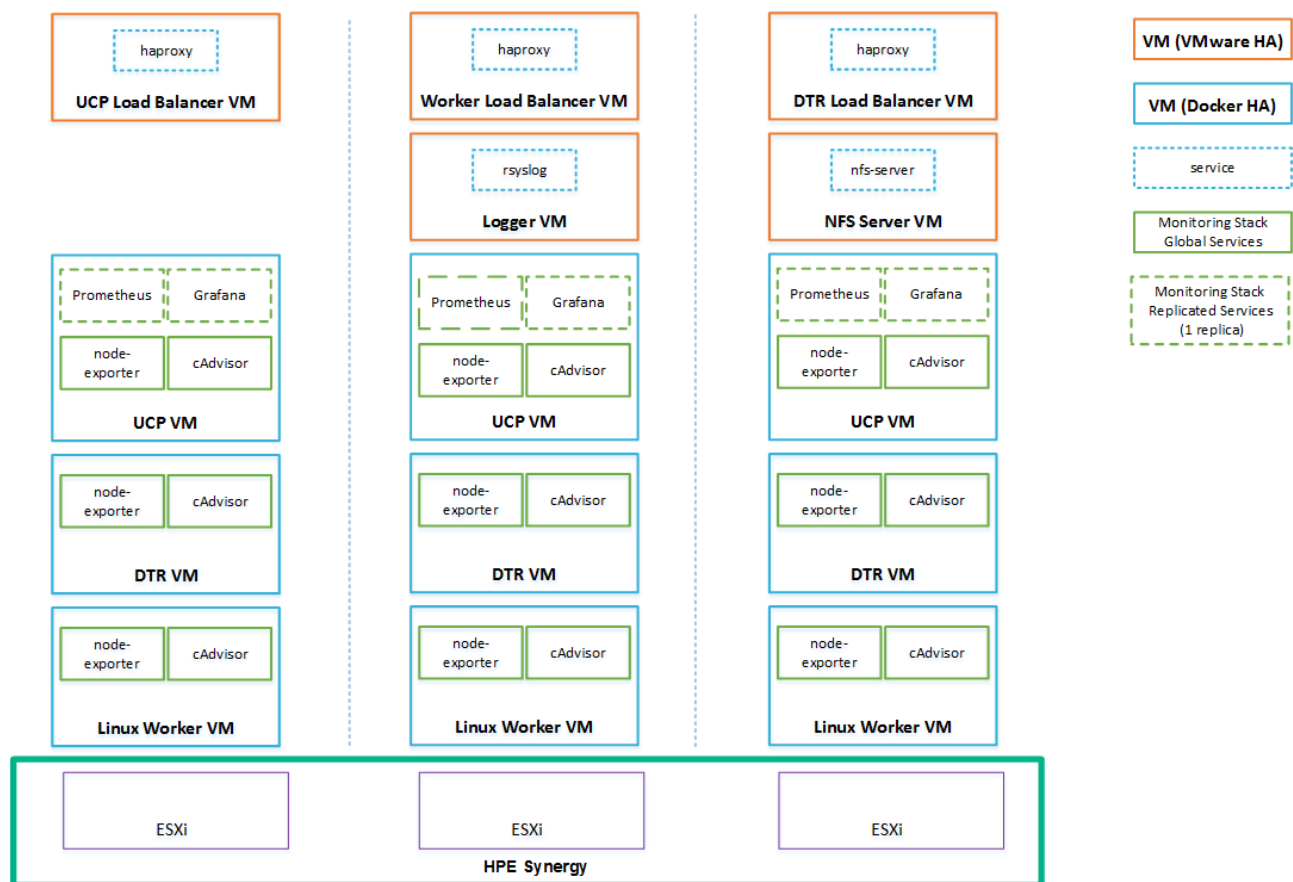 haproxy
UCP Load Balancer VM
haproxy
Worker Load Balancer VM
haproxy
DTR Load Balancer VM
VM (VMware HA)
VM (Docker HA)
service
Monitoring Stack
Global Services
Monitoring Stack
Replicated Services
(1 replica)
rsyslog
Logger VM
nfs-server
NFS Server VM
Prometheus
Grafana
node-
exporter
cAdvisor
UCP VM
Prometheus
Grafana
node-
exporter
cAdvisor
UCP VM
Prometheus
Grafana
node-
exporter
cAdvisor
UCP VM
node-
exporter
cAdvisor
DTR VM
node-
exporter
cAdvisor
DTR VM
node-
exporter
cAdvisor
DTR VM
node-
exporter
cAdvisor
Linux Worker VM
node-
exporter
cAdvisor
Linux Worker VM
node-
exporter
cAdvisor
Linux Worker VM
ESXi
ESXi
ESXi
HPE Synergy